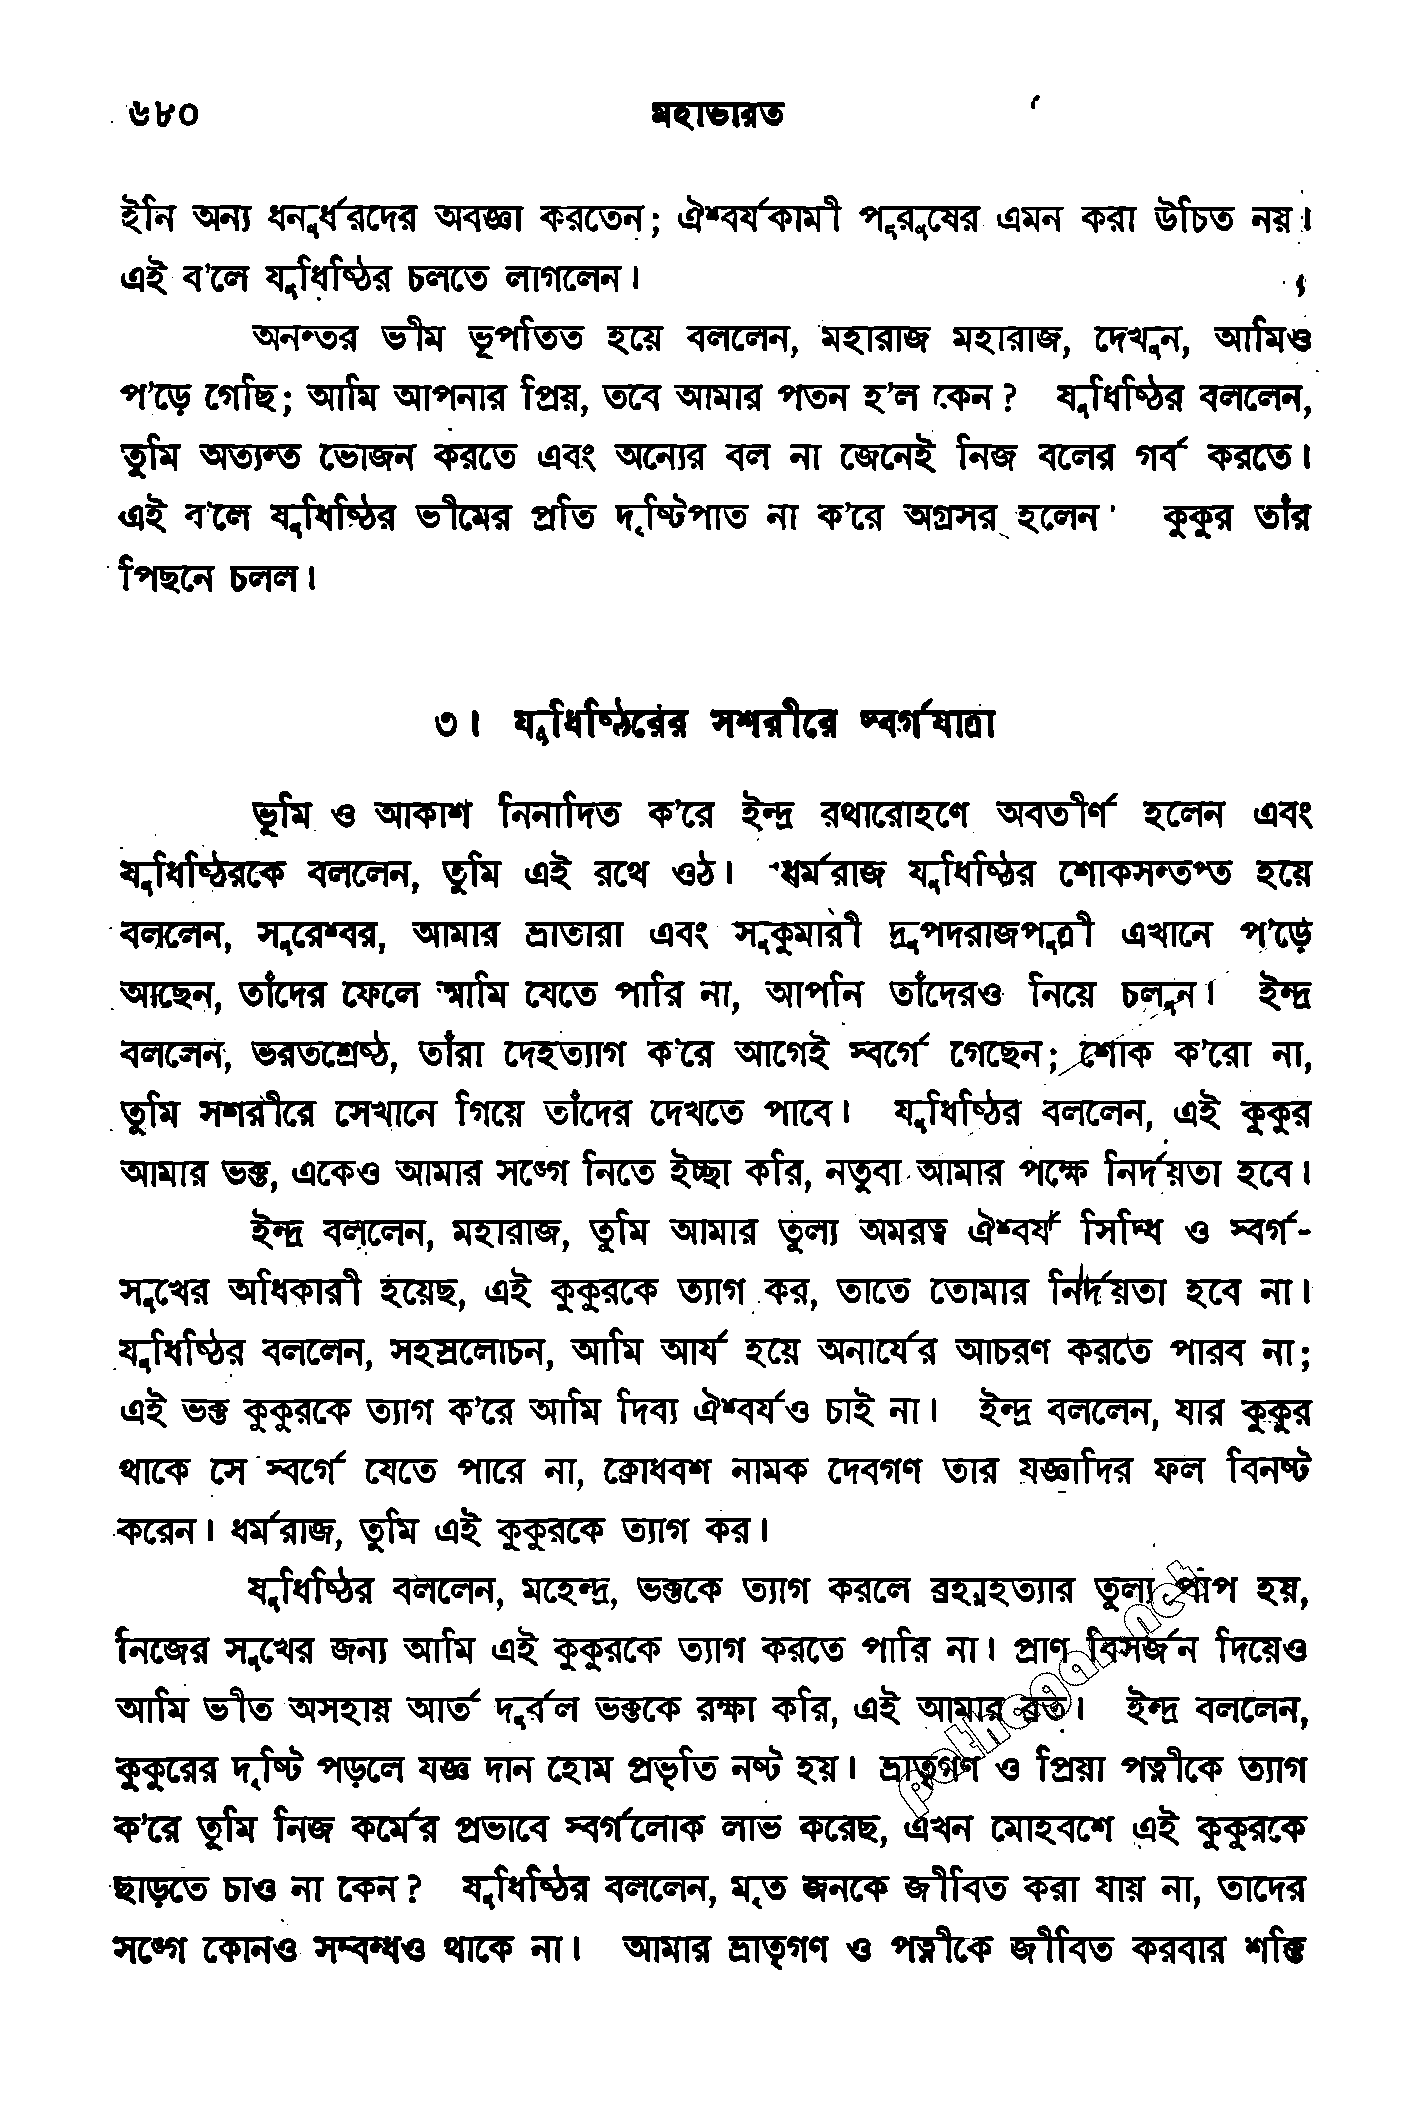 ৬৮০ মহাভারত
ইনি অন্য ধনুর্ধরদের অবজ্ঞা করতেন; ঐশ্বর্যকামী পুরুষের এমন করা উচিত নয়।
এই ব'লে যুধিষ্ঠির চলতে লাগলেন।
অনন্তর ভীম ভূপতিত হয়ে বললেন, মহারাজ মহারাজ, দেখুন, আমিও
প'ড়ে গেছি; আমি আপনার প্রিয়, তবে আমার পতন হ'ল কেন? যুধিষ্ঠির বললেন,
তুমি অত্যন্ত ভোজন করতে এবং অন্যের বল না জেনেই নিজ বলের গর্ব করতে।
এই ব'লে যুধিষ্ঠির ভীমের প্রতি দৃষ্টিপাত না ক'রে অগ্রসর হলেন' কুকুর তাঁর
পিছনে চলল।
৩। যুধিষ্ঠিরের সশরীরে স্বর্গযাত্রা
ভূমি ও আকাশ নিনাদিত ক'রে ইন্দ্র রথারোহণে অবতীর্ণ হলেন এবং
যুধিষ্ঠিরকে বললেন, তুমি এই রথে ওঠ। ধর্মরাজ যুধিষ্ঠির শোকসন্তপ্ত হয়ে
বললেন, সুরেশ্বর, আমার ভ্রাতারা এবং সুকুমারী দ্রুপদরাজপুত্রী এখানে প'ড়ে
আছেন, তাঁদের ফেলে আমি যেতে পারি না, আপনি তাঁদেরও নিয়ে চলুন। ইন্দ্র
বললেন, ভরতশ্রেষ্ঠ, তাঁরা দেহত্যাগ ক'রে আগেই স্বর্গে গেছেন; শোক ক'রো না,
তুমি সশরীরে সেখানে গিয়ে তাঁদের দেখতে পাবে। যুধিষ্ঠির বললেন, এই কুকুর
আমার ভক্ত, একেও আমার সঙ্গে নিতে ইচ্ছা করি, নতুবা আমার পক্ষে নির্দয়তা হবে।
ইন্দ্র বললেন, মহারাজ, তুমি আমার তুল্য অমরত্ব ঐশ্বর্য সিদ্ধি ও স্বর্গ-
সুখের অধিকারী হয়েছ, এই কুকুরকে ত্যাগ কর, তাতে তোমার নির্দয়তা হবে না।
যুধিষ্ঠির বললেন, সহস্রলোচন, আমি আর্য হয়ে অনার্যের আচরণ করতে পারব না;
এই ভক্ত কুকুরকে ত্যাগ ক'রে আমি দিব্য ঐশ্বর্যও চাই না। ইন্দ্র বললেন, যার কুকুর
থাকে সে স্বর্গে যেতে পারে না, ক্রোধবশ নামক দেবগণ তার যজ্ঞাদির ফল বিনষ্ট
করেন। ধর্মরাজ, তুমি এই কুকুরকে ত্যাগ কর।
যুধিষ্ঠির বললেন, মহেন্দ্র, ভক্তকে ত্যাগ করলে ব্রহ্মহত্যার তুল্য পাপ হয়,
নিজের সুখের জন্য আমি এই কুকুরকে ত্যাগ করতে পারি না। প্রাণ বিসর্জন দিয়েও
আমি ভীত অসহায় আর্ত দুর্বল ভক্তকে রক্ষা করি, এই আমার ব্রত। ইন্দ্র বললেন,
কুকুরের দৃষ্টি পড়লে যজ্ঞ দান হোম প্রভৃতি নষ্ট হয়। ভ্রাতৃগণ ও প্রিয়া পত্নীকে ত্যাগ
ক'রে তুমি নিজ কর্মের প্রভাবে স্বর্গলোক লাভ করেছ, এখন মোহবশে এই কুকুরকে
ছাড়তে চাও না কেন? যুধিষ্ঠির বললেন, মৃত জনকে জীবিত করা যায় না, তাদের
সঙ্গে কোনও সম্বন্ধও থাকে না। আমার ভ্রাতৃগণ ও পত্নীকে জীবিত করবার শক্তি
pathagar.net